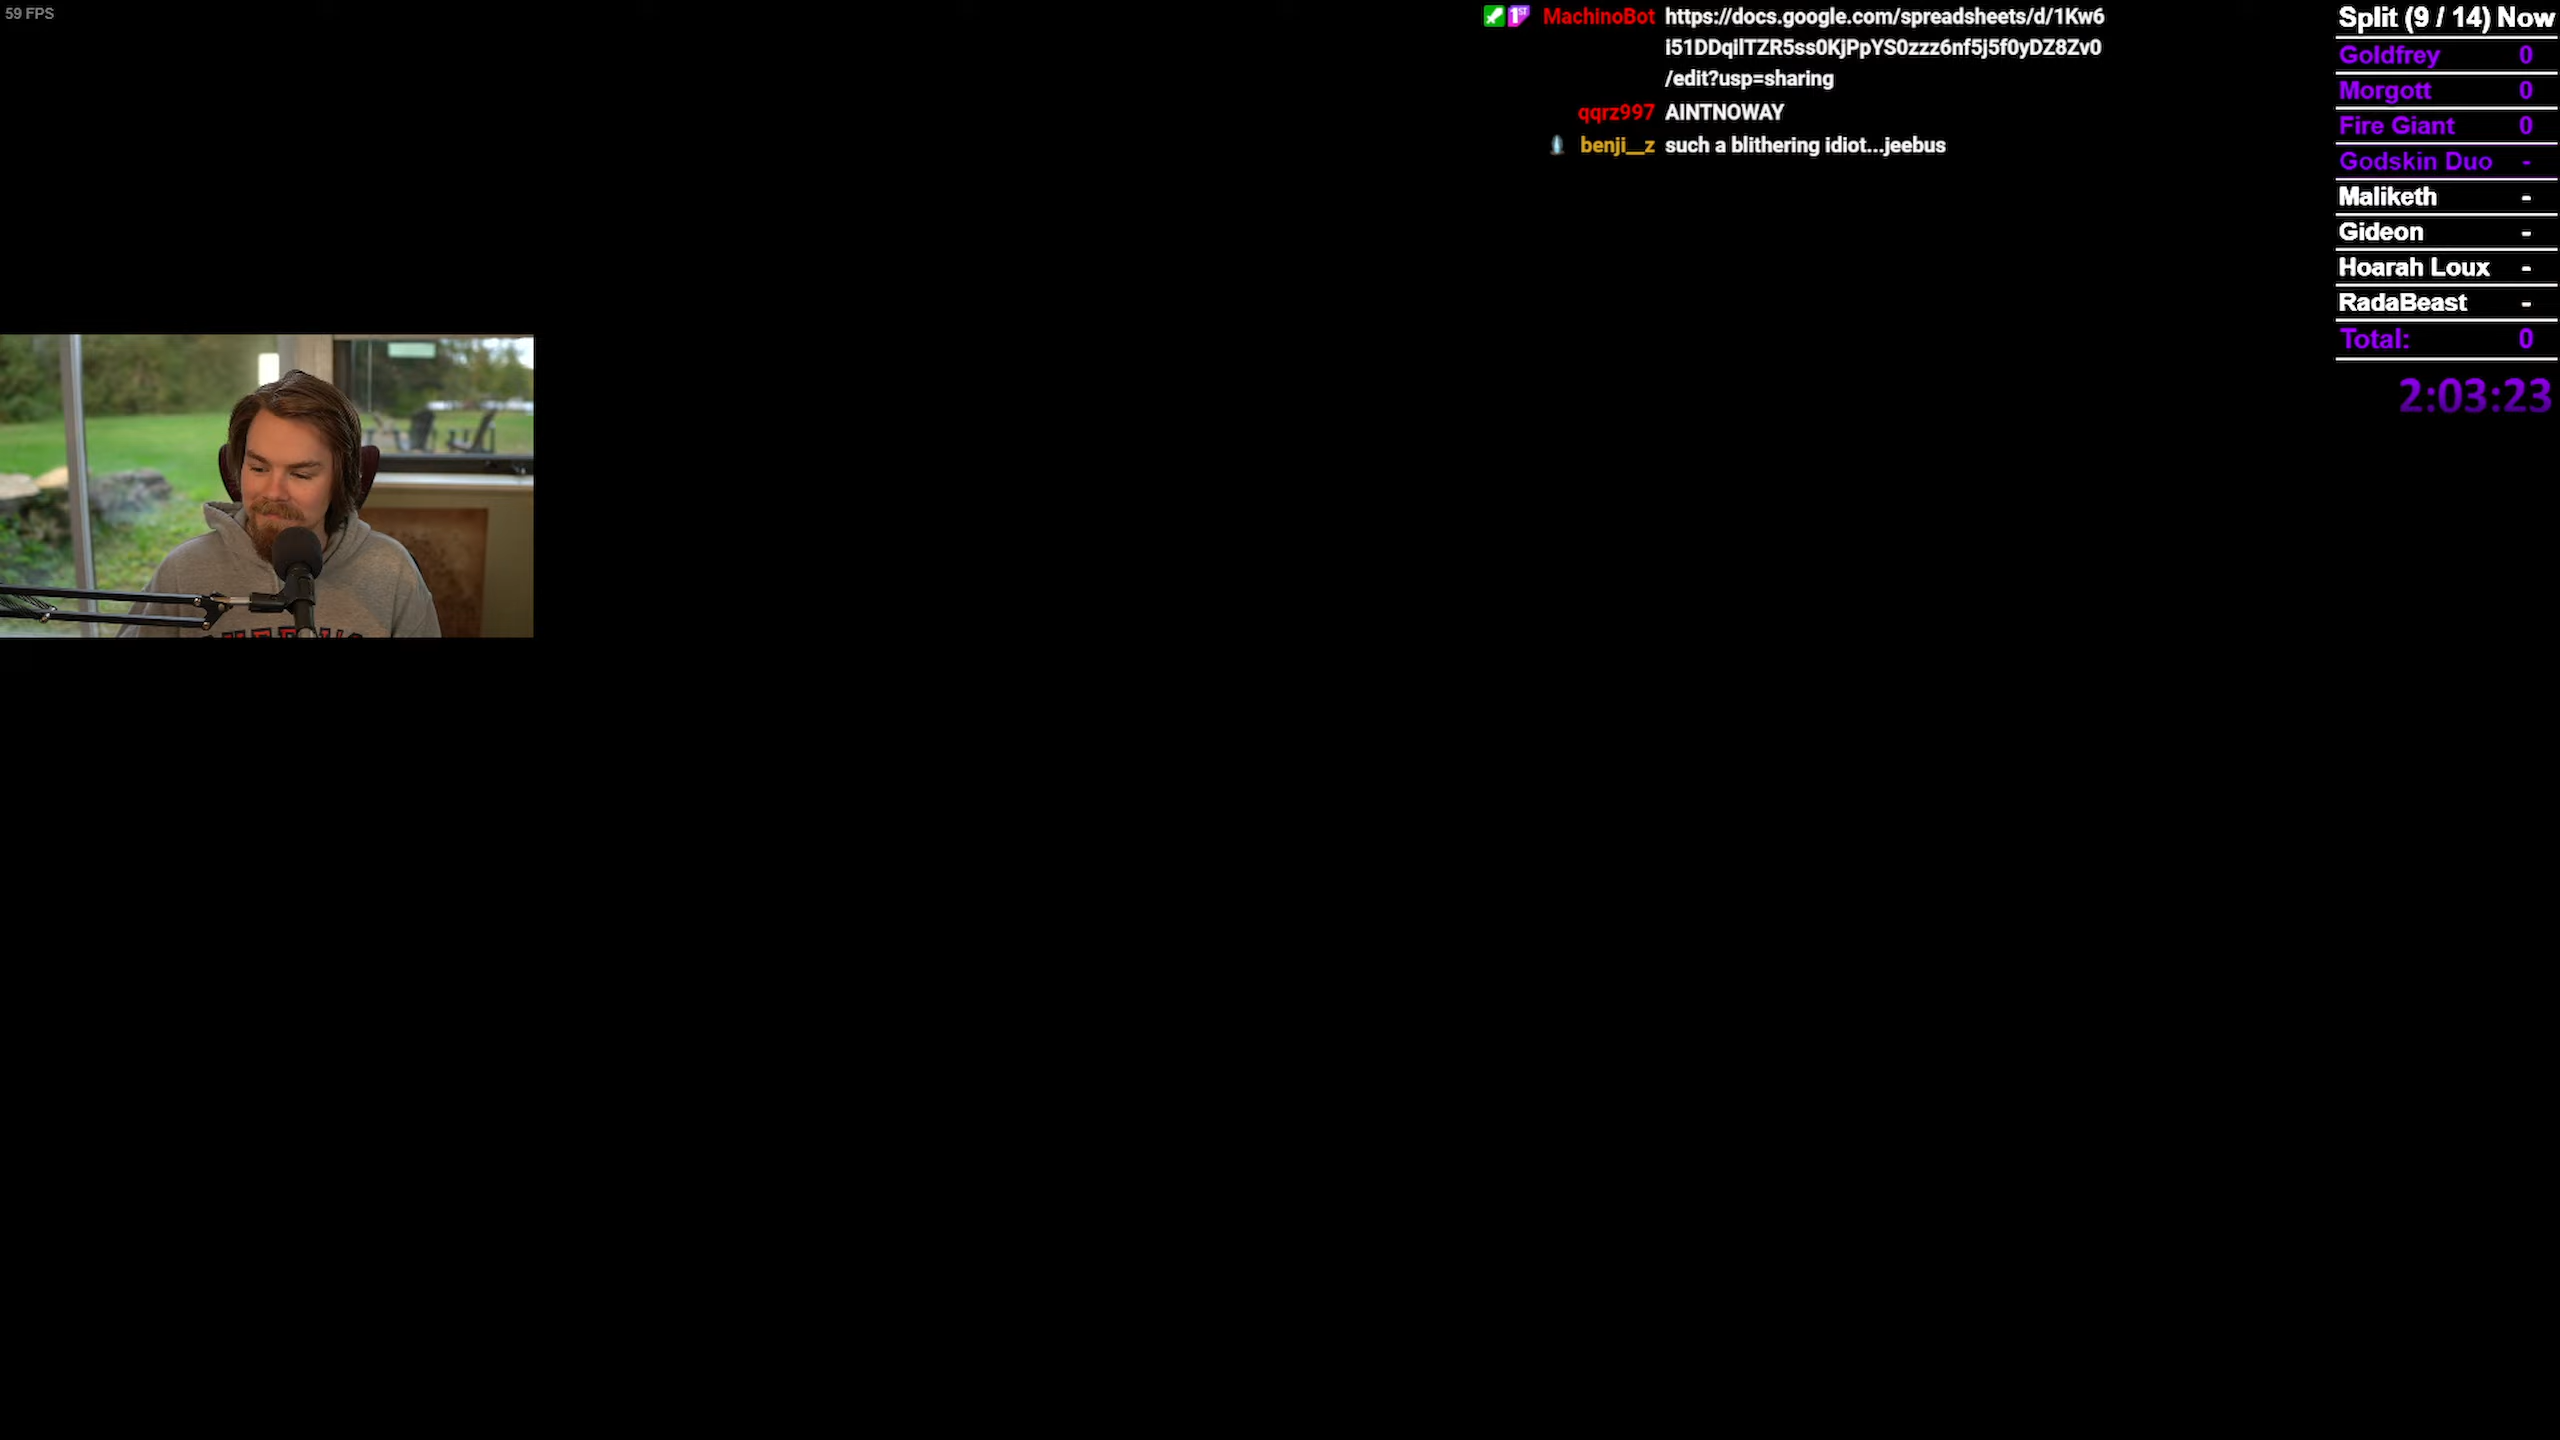 59 FPS
MachinoBot https://docs.google.com/spreadsheets/d/1Kw6
i51DDqilTZR5ss0KjPpYS0zzz6nf5j5f0yDZ8Zv0
/edit?usp=sharing
qqrz997 AINTNOWAY
benji__z such a blithering idiot...jeebus
Split (9 / 14) Now
Goldfrey 0
Morgott 0
Fire Giant 0
Godskin Duo -
Maliketh -
Gideon -
Hoarah Loux -
RadaBeast -
Total: 0
2:03:23